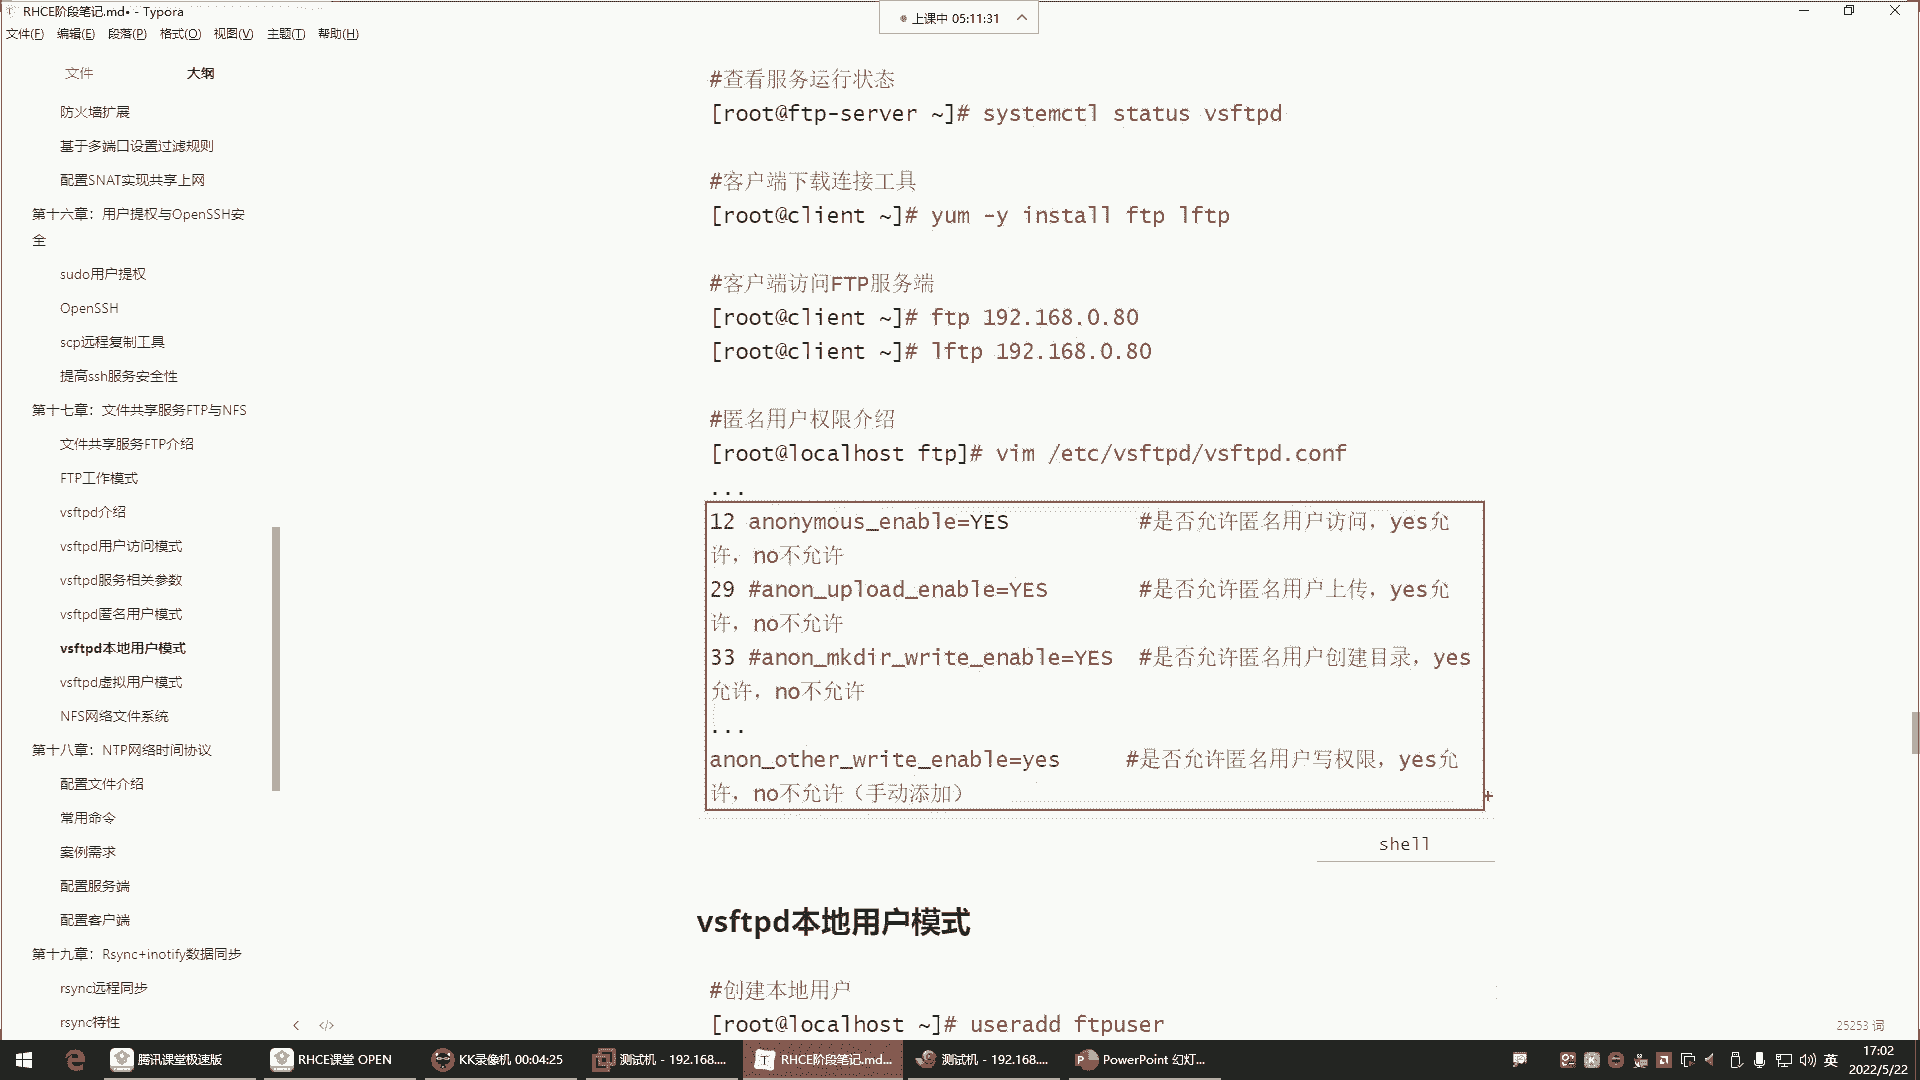 RHCE阶段笔记.md• - Typora
上课中 05:11:31
文件(F) 编辑(E) 段落(P) 格式(O) 视图(V) 主题(T) 帮助(H)
文件 大纲
防火墙扩展
基于多端口设置过滤规则
配置SNAT实现共享上网
第十六章：用户提权与OpenSSH安
全
sudo用户提权
OpenSSH
scp远程复制工具
提高ssh服务安全性
第十七章：文件共享服务FTP与NFS
文件共享服务FTP介绍
FTP工作模式
vsftpd介绍
vsftpd用户访问模式
vsftpd服务相关参数
vsftpd匿名用户模式
vsftpd本地用户模式
vsftpd虚拟用户模式
NFS网络文件系统
第十八章：NTP网络时间协议
配置文件介绍
常用命令
案例需求
配置服务端
配置客户端
第十九章：Rsync+inotify数据同步
rsync远程同步
rsync特性
#查看服务运行状态
[root@ftp-server ~]# systemctl status vsftpd
#客户端下载连接工具
[root@client ~]# yum -y install ftp lftp
#客户端访问FTP服务端
[root@client ~]# ftp 192.168.0.80
[root@client ~]# lftp 192.168.0.80
#匿名用户权限介绍
[root@localhost ftp]# vim /etc/vsftpd/vsftpd.conf
...
12 anonymous_enable=YES #是否允许匿名用户访问，yes允
许，no不允许
29 #anon_upload_enable=YES #是否允许匿名用户上传，yes允
许，no不允许
33 #anon_mkdir_write_enable=YES #是否允许匿名用户创建目录，yes
允许，no不允许
...
anon_other_write_enable=yes #是否允许匿名用户写权限，yes允
许，no不允许（手动添加）
shell
vsftpd本地用户模式
#创建本地用户
[root@localhost ~]# useradd ftpuser
25253 词
腾讯课堂极速版 RHCE课堂 OPEN KK录像机 00:04:25 测试机 - 192.168.... RHCE阶段笔记.md... 测试机 - 192.168.... PowerPoint 幻灯... 英 17:02
2022/5/22